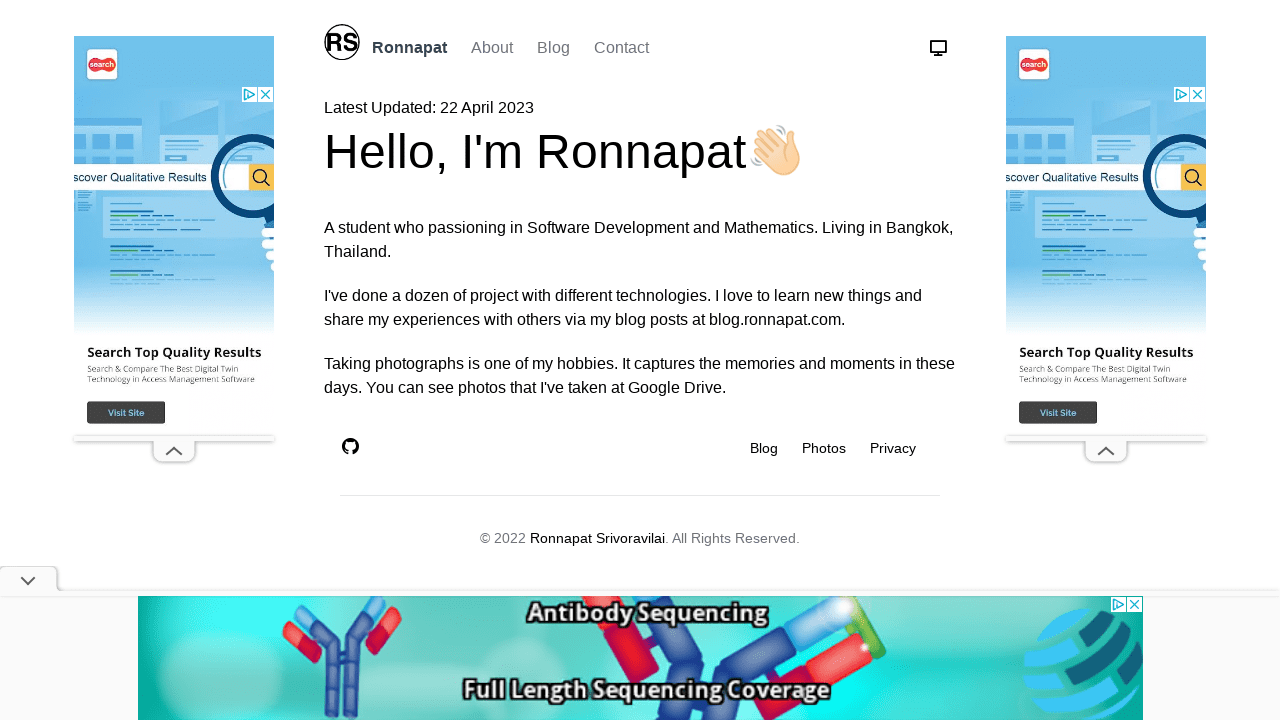 RS
Ronnapat About Blog Contact
Latest Updated: 22 April 2023
Hello, I'm Ronnapat👋🏻
A student who passioning in Software Development and Mathematics. Living in Bangkok,
Thailand.
I've done a dozen of project with different technologies. I love to learn new things and
share my experiences with others via my blog posts at blog.ronnapat.com.
Taking photographs is one of my hobbies. It captures the memories and moments in these
days. You can see photos that I've taken at Google Drive.
Blog Photos Privacy
© 2022 Ronnapat Srivoravilai. All Rights Reserved.
search
scover Qualitative Results
Search Top Quality Results
Search & Compare The Best Digital Twin
Technology in Access Management Software
Visit Site
search
scover Qualitative Results
Search Top Quality Results
Search & Compare The Best Digital Twin
Technology in Access Management Software
Visit Site
Antibody Sequencing
Full Length Sequencing Coverage